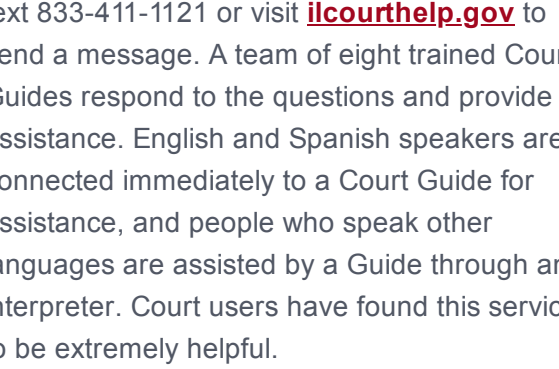 ext 833-411-1121 or visit ilcourthelp.gov to
end a message. A team of eight trained Cour
Guides respond to the questions and provide
ssistance. English and Spanish speakers are
onnected immediately to a Court Guide for
ssistance, and people who speak other
anguages are assisted by a Guide through an
nterpreter. Court users have found this servic
o be extremely helpful.